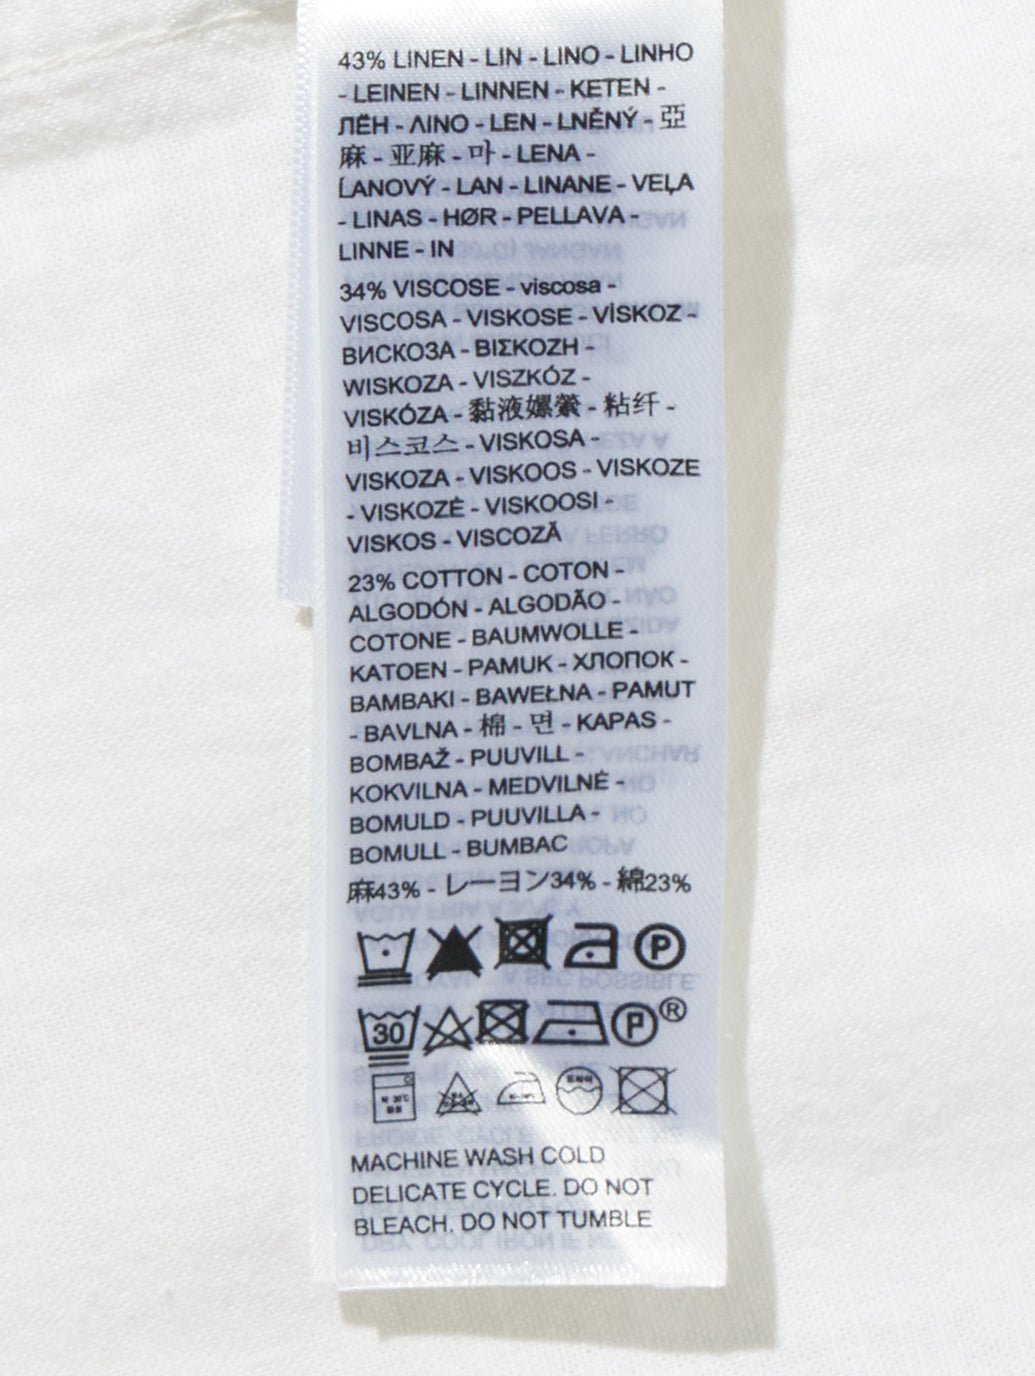 43% LINEN - LIN - LINO - LINHO
- LEINEN - LINNEN - KETEN -
ЛЁН - ΛΙΝΟ - LEN - LNĚNÝ - 亞
麻 - 亚麻 - 마 - LENA -
ĽANOVÝ - LAN - LINANE - VEĻA
- LINAS - HØR - PELLAVA -
LINNE - IN
34% VISCOSE - viscosa -
VISCOSA - VISKOSE - VİSKOZ -
ВИСКОЗА - ΒΙΣΚΟΖΗ -
WISKOZA - VISZKÓZ -
VISKÓZA - 黏液嫘縈 - 粘纤 -
비스코스 - VISKOSA -
VISKOZA - VISKOOS - VISKOZE
- VISKOZĖ - VISKOOSI -
VISKOS - VISCOZĂ
23% COTTON - COTON -
ALGODÓN - ALGODÃO -
COTONE - BAUMWOLLE -
KATOEN - PAMUK - ХЛОПОК -
BAMBAKI - BAWEŁNA - PAMUT
- BAVLNA - 棉 - 면 - KAPAS -
BOMBAŽ - PUUVILL -
KOKVILNA - MEDVILNĖ -
BOMULD - PUUVILLA -
BOMULL - BUMBAC
麻43% - レーヨン34% - 綿23%
P
30 P®
MACHINE WASH COLD
DELICATE CYCLE. DO NOT
BLEACH. DO NOT TUMBLE